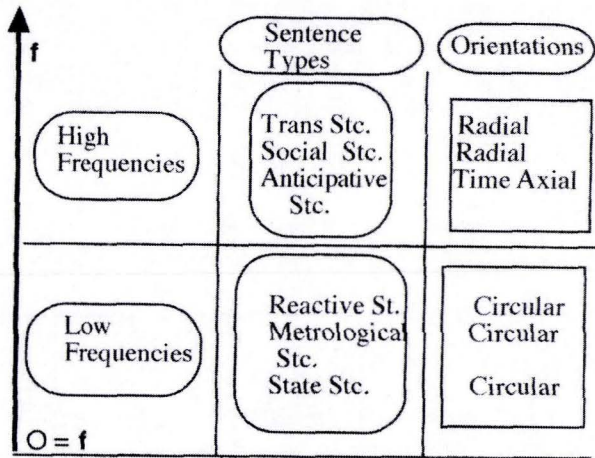 f
Sentence
Types
Orientations
High
Frequencies
Trans Stc.
Social Stc.
Anticipative
Stc.
Radial
Radial
Time Axial
Low
Frequencies
Reactive St.
Metrological
Stc.
State Stc.
Circular
Circular
Circular
O = f